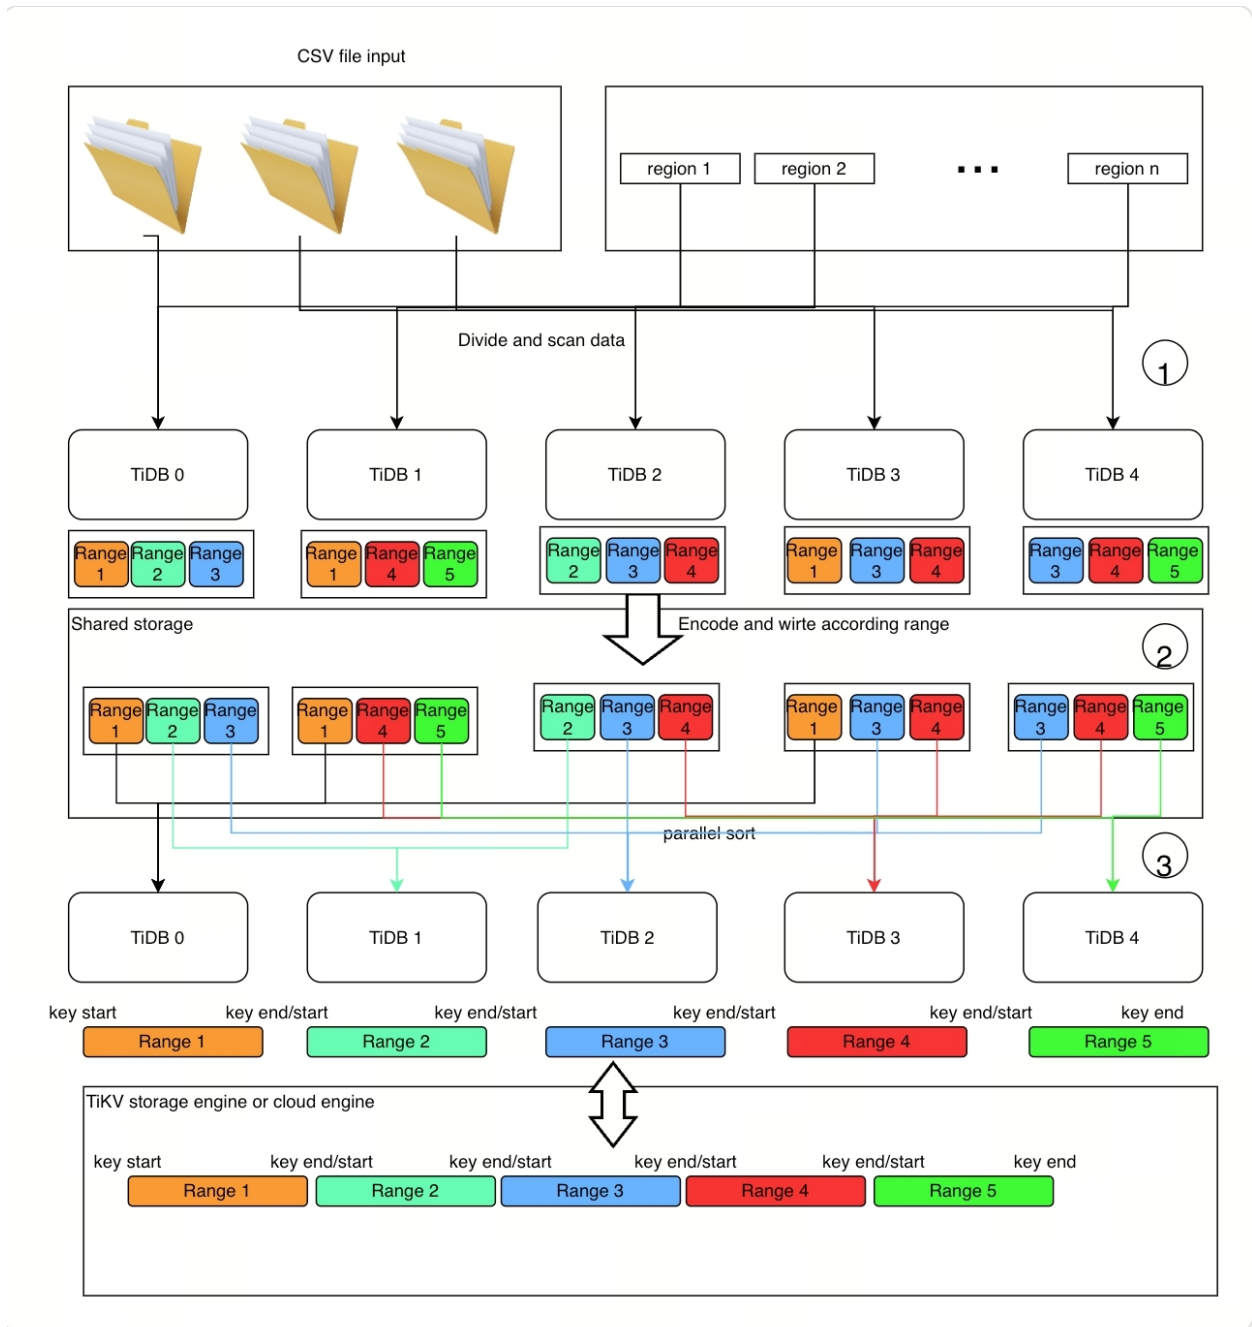 CSV file input
region 1
region 2
...
region n
Divide and scan data
1
TiDB 0
TiDB 1
TiDB 2
TiDB 3
TiDB 4
Range
1
Range
2
Range
3
Range
1
Range
4
Range
5
Range
2
Range
3
Range
4
Range
1
Range
3
Range
4
Range
3
Range
4
Range
5
Shared storage
Encode and wirte according range
2
Range
1
Range
2
Range
3
Range
1
Range
4
Range
5
Range
2
Range
3
Range
4
Range
1
Range
3
Range
4
Range
3
Range
4
Range
5
parallel sort
3
TiDB 0
TiDB 1
TiDB 2
TiDB 3
TiDB 4
key start
key end/start
key end/start
key end/start
key end/start
key end
Range 1
Range 2
Range 3
Range 4
Range 5
TiKV storage engine or cloud engine
key start
key end/start
key end/start
key end/start
key end/start
key end
Range 1
Range 2
Range 3
Range 4
Range 5